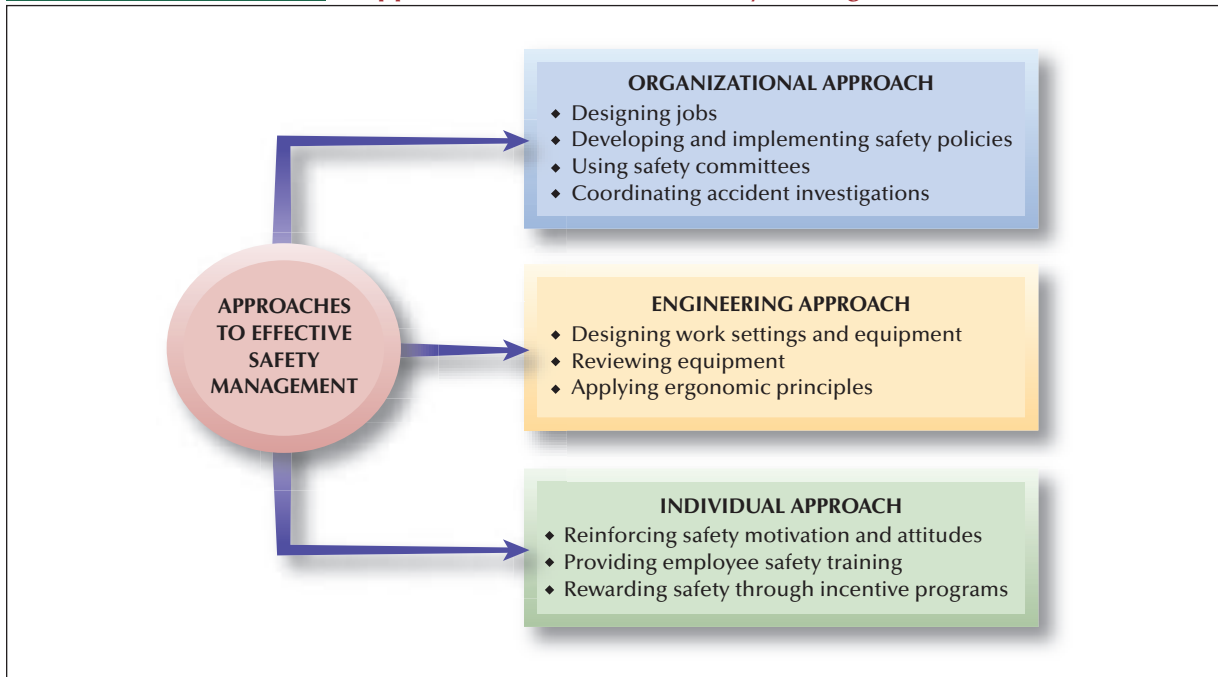 APPROACHES
TO EFFECTIVE
SAFETY
MANAGEMENT
ORGANIZATIONAL APPROACH
◆ Designing jobs
◆ Developing and implementing safety policies
◆ Using safety committees
◆ Coordinating accident investigations
ENGINEERING APPROACH
◆ Designing work settings and equipment
◆ Reviewing equipment
◆ Applying ergonomic principles
INDIVIDUAL APPROACH
◆ Reinforcing safety motivation and attitudes
◆ Providing employee safety training
◆ Rewarding safety through incentive programs